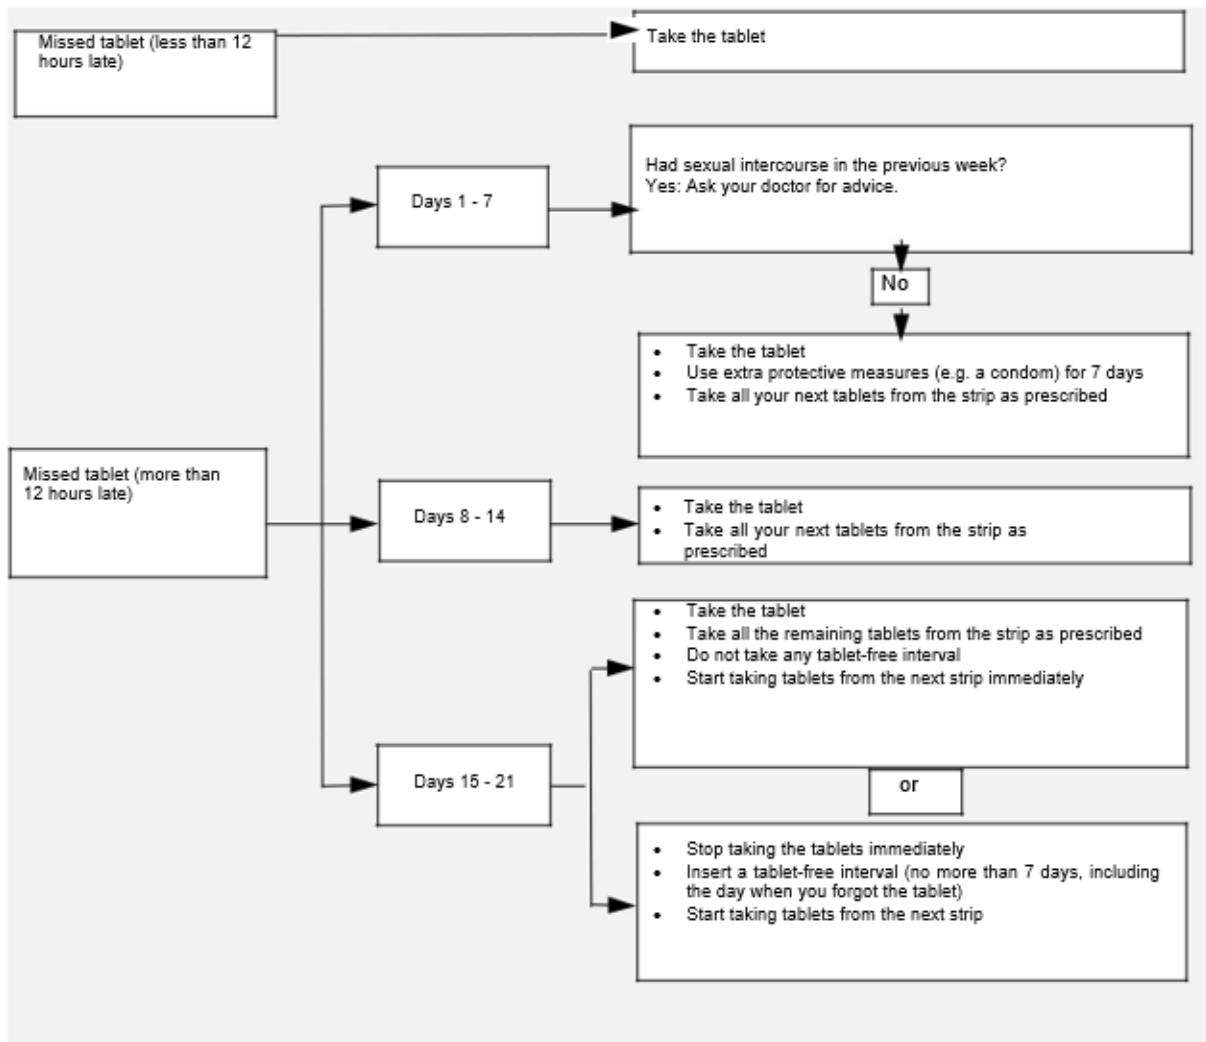 Missed tablet (less than 12
hours late)
Take the tablet
Had sexual intercourse in the previous week?
Yes: Ask your doctor for advice.
Days 1 - 7
No
• Take the tablet
• Use extra protective measures (e.g. a condom) for 7 days
• Take all your next tablets from the strip as prescribed
Missed tablet (more than
12 hours late)
Days 8 - 14
• Take the tablet
• Take all your next tablets from the strip as
prescribed
• Take the tablet
• Take all the remaining tablets from the strip as prescribed
• Do not take any tablet-free interval
• Start taking tablets from the next strip immediately
Days 15 - 21
or
• Stop taking the tablets immediately
• Insert a tablet-free interval (no more than 7 days, including
the day when you forgot the tablet)
• Start taking tablets from the next strip